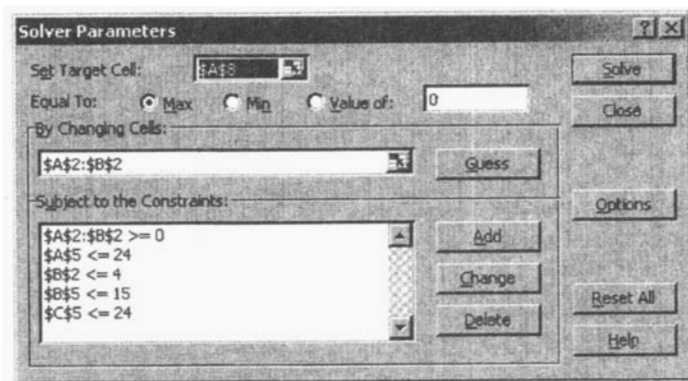 Solver Parameters
Set Target Cell: $A$8 Solve
Equal To: Max Min Value of: 0 Close
By Changing Cells:
$A$2:$B$2 Guess
Subject to the Constraints: Options
$A$2:$B$2 >= 0 Add
$A$5 <= 24
$B$2 <= 4 Change
$B$5 <= 15 Reset All
$C$5 <= 24 Delete
Help